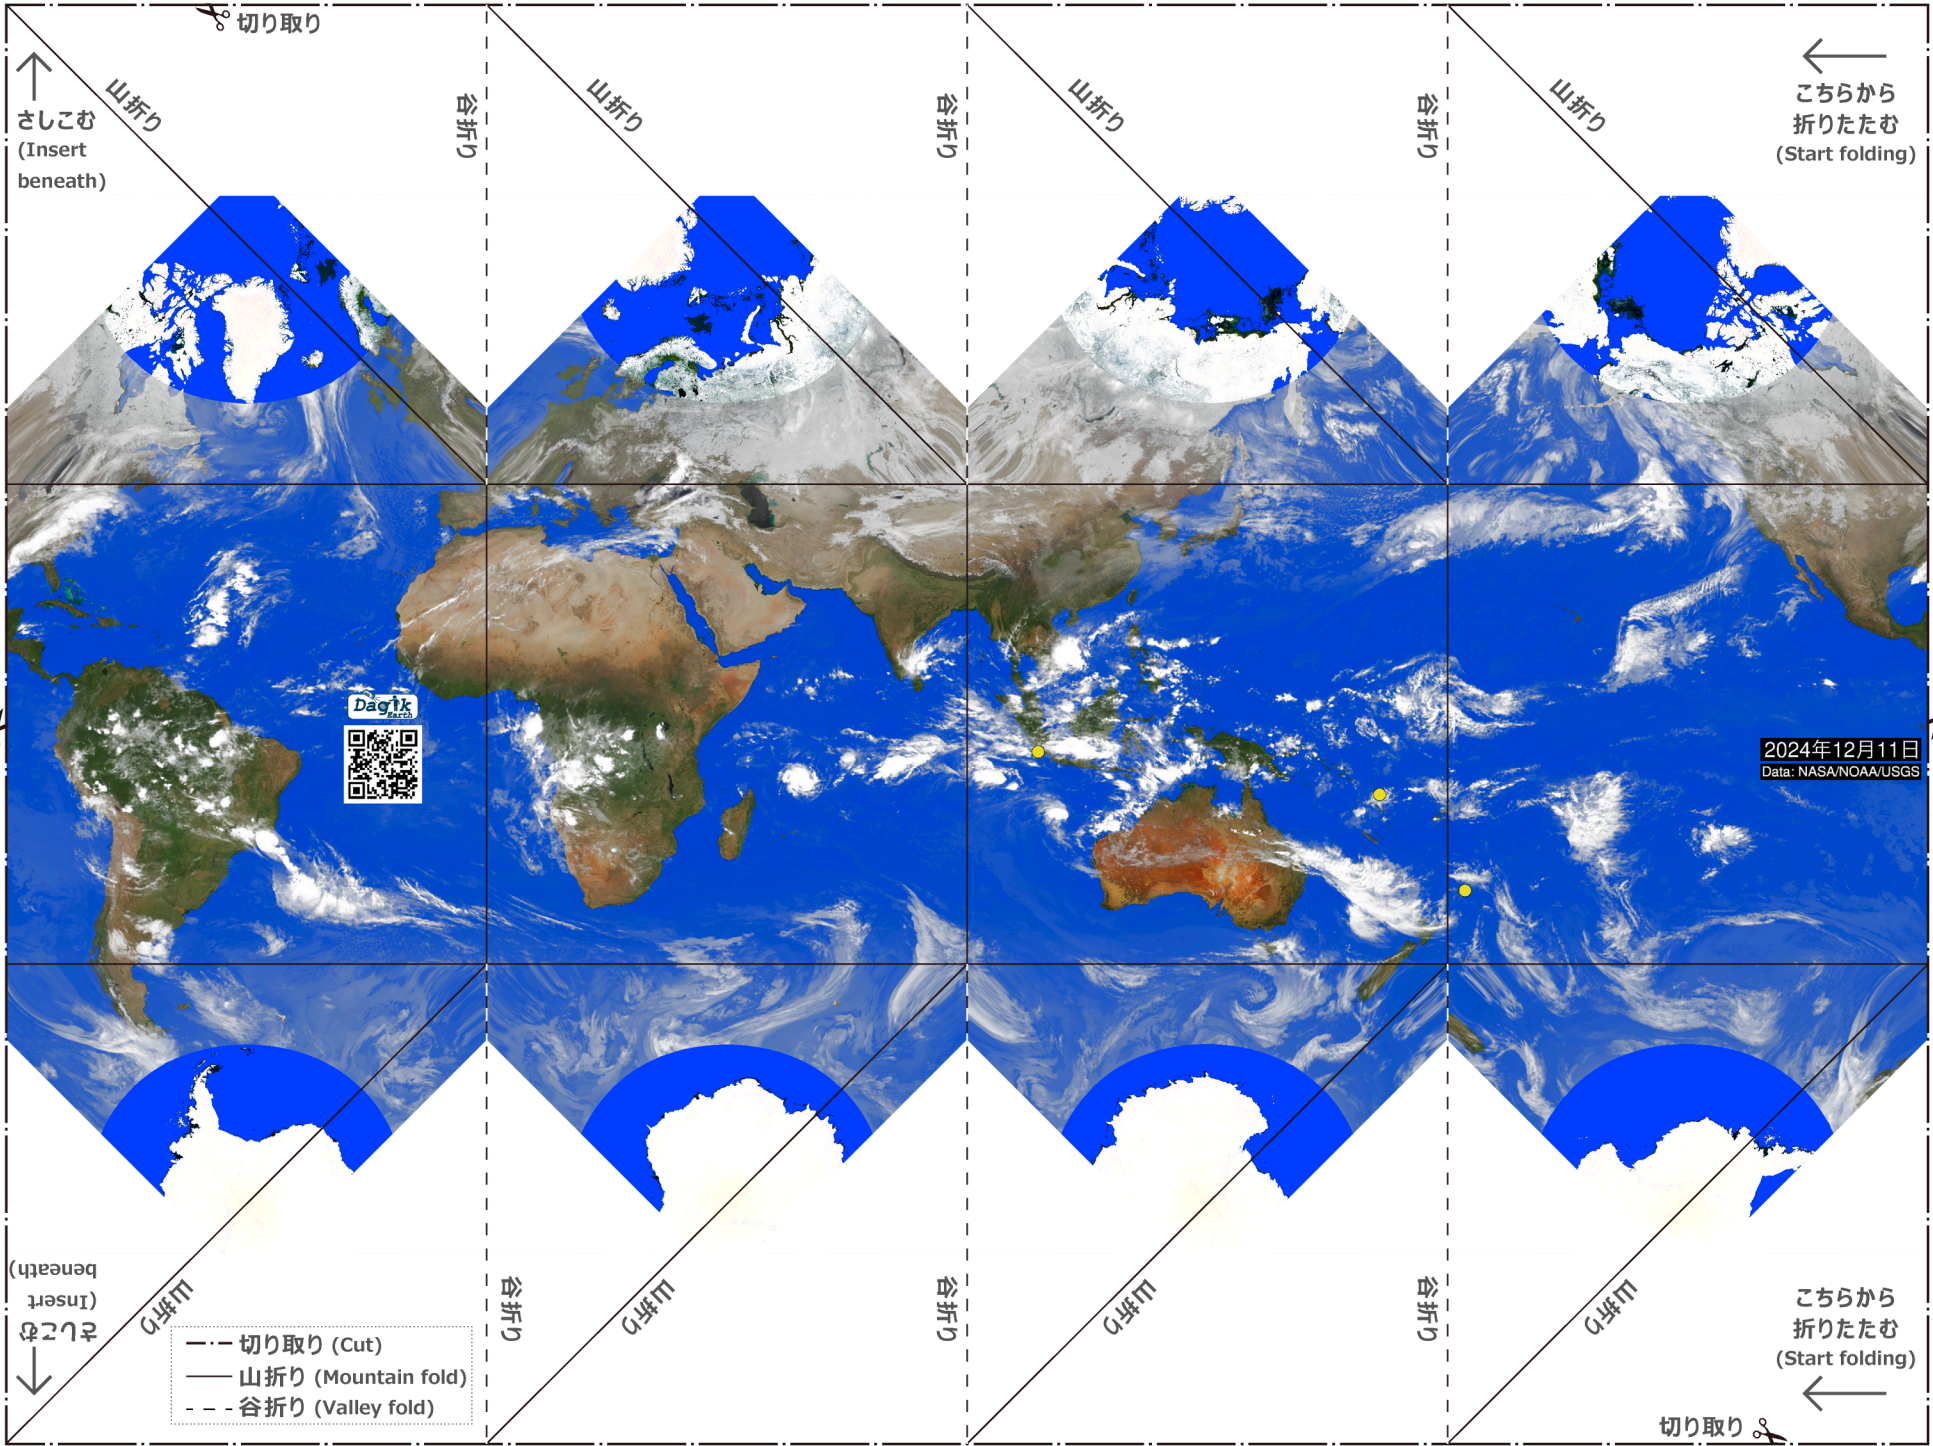 切り取り
さしこむ
(Insert
beneath)
山折り
谷折り
山折り
谷折り
山折り
谷折り
山折り
こちらから
折りたたむ
(Start folding)
Dagik
Earth
2024年12月11日
Data: NASA/NOAA/USGS
さしこむ
(Insert
beneath)
山折り
谷折り
山折り
谷折り
山折り
谷折り
山折り
こちらから
折りたたむ
(Start folding)
切り取り (Cut)
山折り (Mountain fold)
谷折り (Valley fold)
切り取り